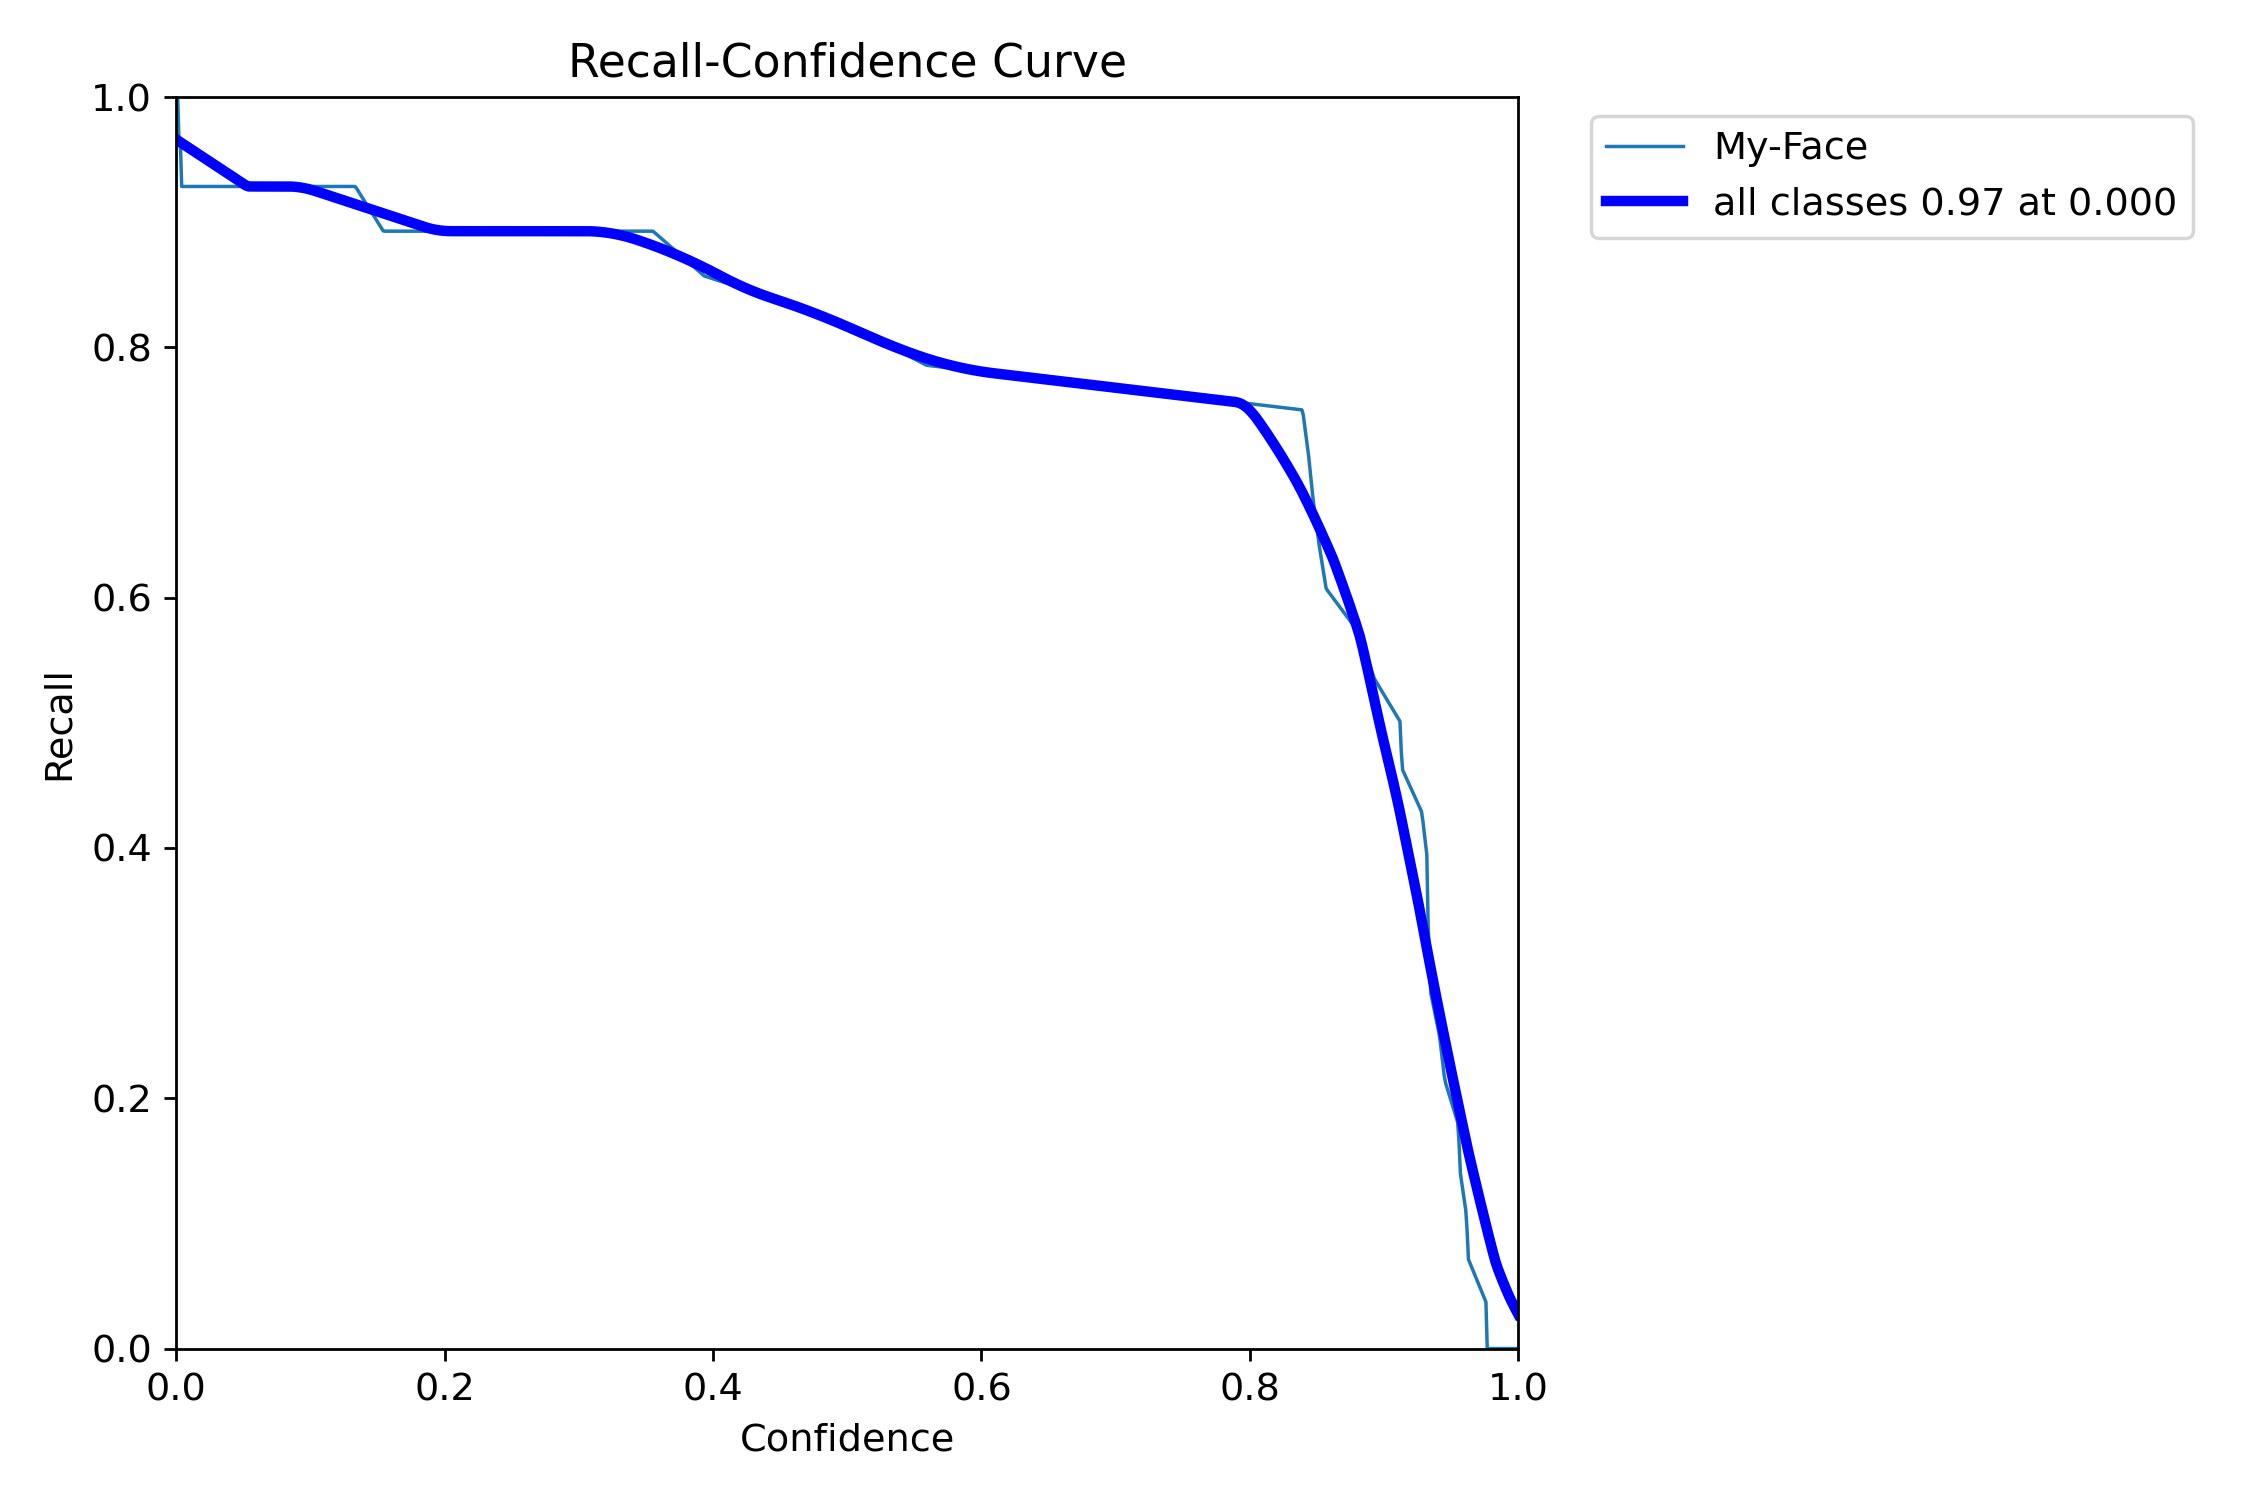 Recall-Confidence Curve
1.0
0.8
0.6
0.4
0.2
0.0
Recall
0.0 0.2 0.4 0.6 0.8 1.0
Confidence
My-Face
all classes 0.97 at 0.000